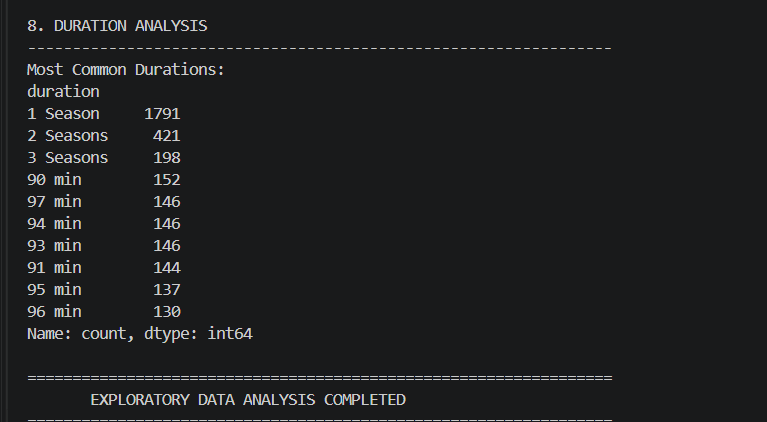 8. DURATION ANALYSIS
-----------------------------------------------------------------
Most Common Durations:
duration
1 Season     1791
2 Seasons     421
3 Seasons     198
90 min        152
97 min        146
94 min        146
93 min        146
91 min        144
95 min        137
96 min        130
Name: count, dtype: int64
=================================================================
       EXPLORATORY DATA ANALYSIS COMPLETED
=================================================================